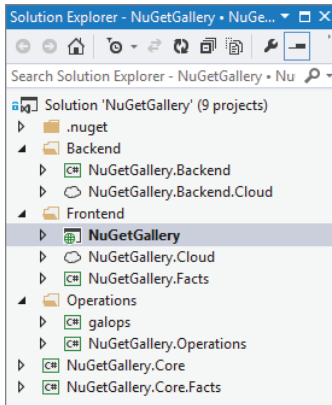 Solution Explorer - NuGetGallery • NuGe...
Search Solution Explorer - NuGetGallery • Nu
Solution 'NuGetGallery' (9 projects)
.nuget
Backend
C# NuGetGallery.Backend
NuGetGallery.Backend.Cloud
Frontend
NuGetGallery
NuGetGallery.Cloud
C# NuGetGallery.Facts
Operations
C# galops
C# NuGetGallery.Operations
C# NuGetGallery.Core
C# NuGetGallery.Core.Facts